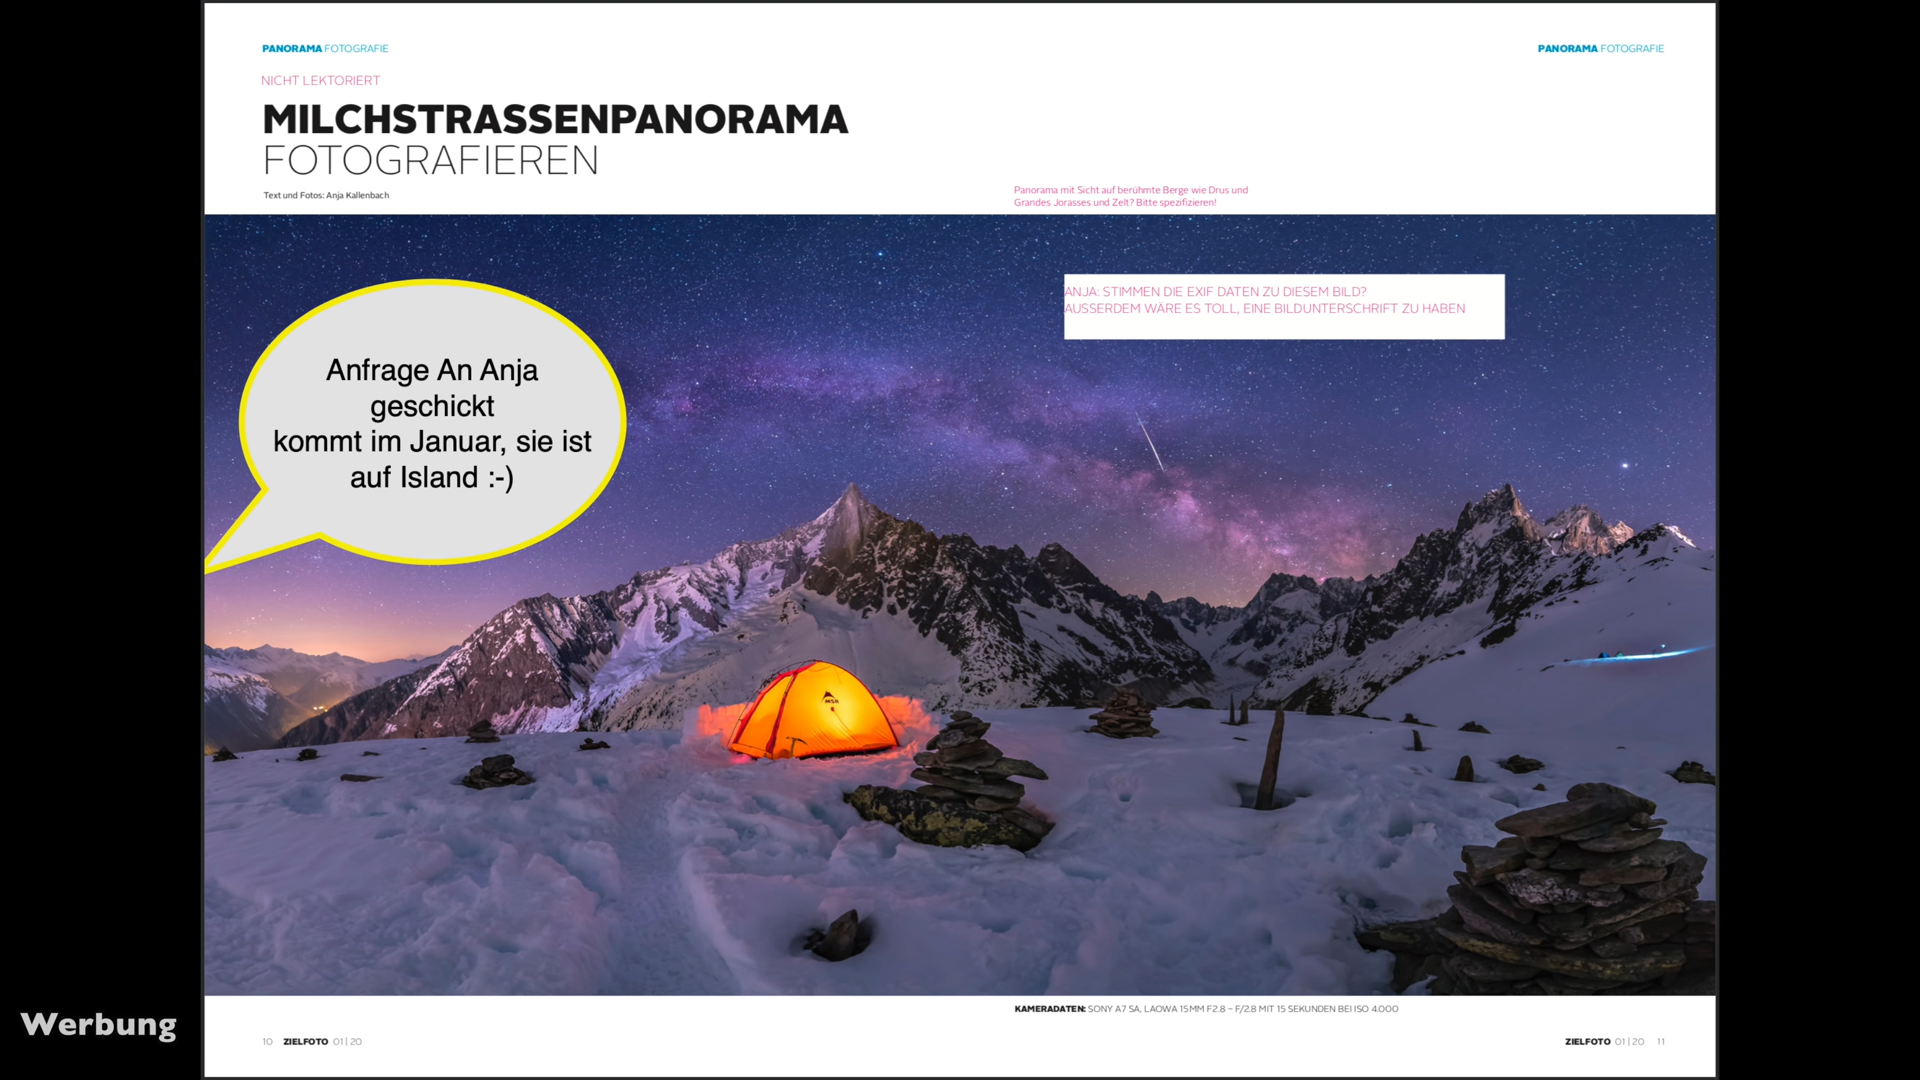 PANORAMA FOTOGRAFIE
PANORAMA FOTOGRAFIE
NICHT LEKTORIERT
MILCHSTRASSENPANORAMA
FOTOGRAFIEREN
Text und Fotos: Anja Kallenbach
Panorama mit Sicht auf berühmte Berge wie Drus und
Grandes Jorasses und Zelt? Bitte spezifizieren!
ANJA: STIMMEN DIE EXIF DATEN ZU DIESEM BILD?
AUSSERDEM WÄRE ES TOLL, EINE BILDUNTERSCHRIFT ZU HABEN
Anfrage An Anja
geschickt
kommt im Januar, sie ist
auf Island :-)
MSR
KAMERADATEN: SONY A7 SA, LAOWA 15MM F2.8 – F/2.8 MIT 15 SEKUNDEN BEI ISO 4.000
Werbung
10 ZIELFOTO 01 | 20
ZIELFOTO 01 | 20 11